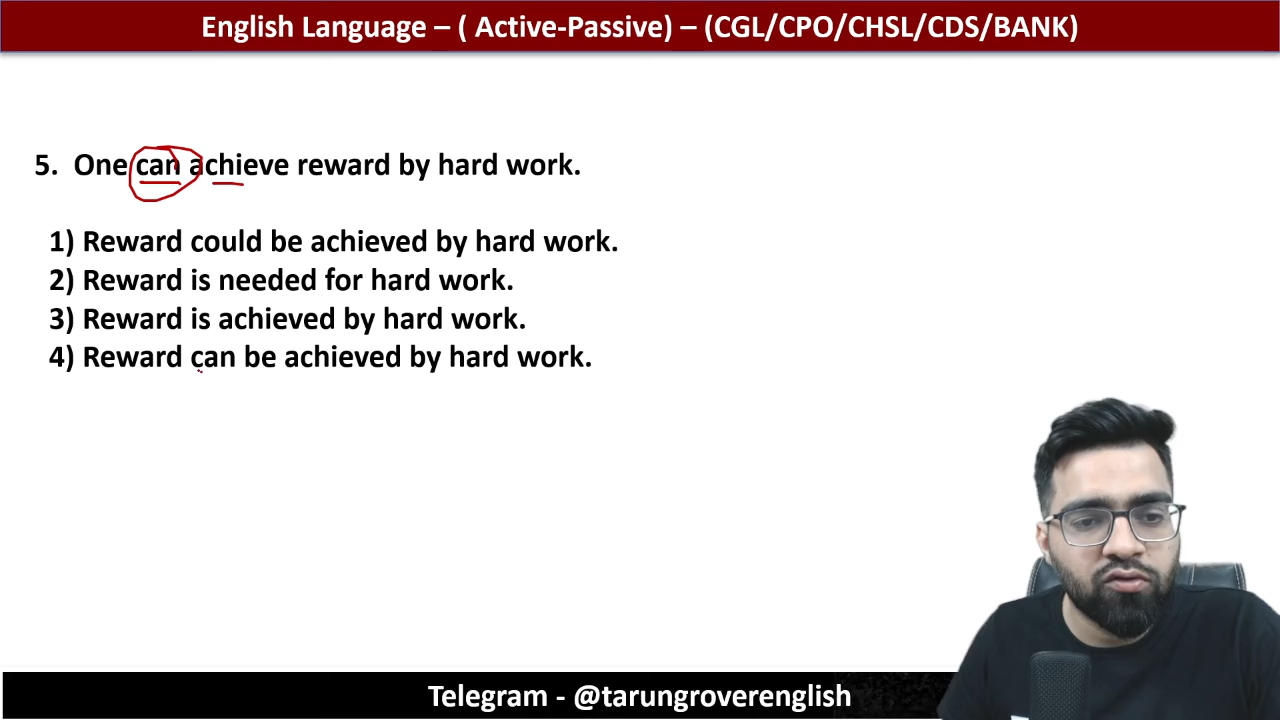 English Language – ( Active-Passive) – (CGL/CPO/CHSL/CDS/BANK)
5. One can achieve reward by hard work.
1) Reward could be achieved by hard work.
2) Reward is needed for hard work.
3) Reward is achieved by hard work.
4) Reward can be achieved by hard work.
Telegram - @tarungroverenglish